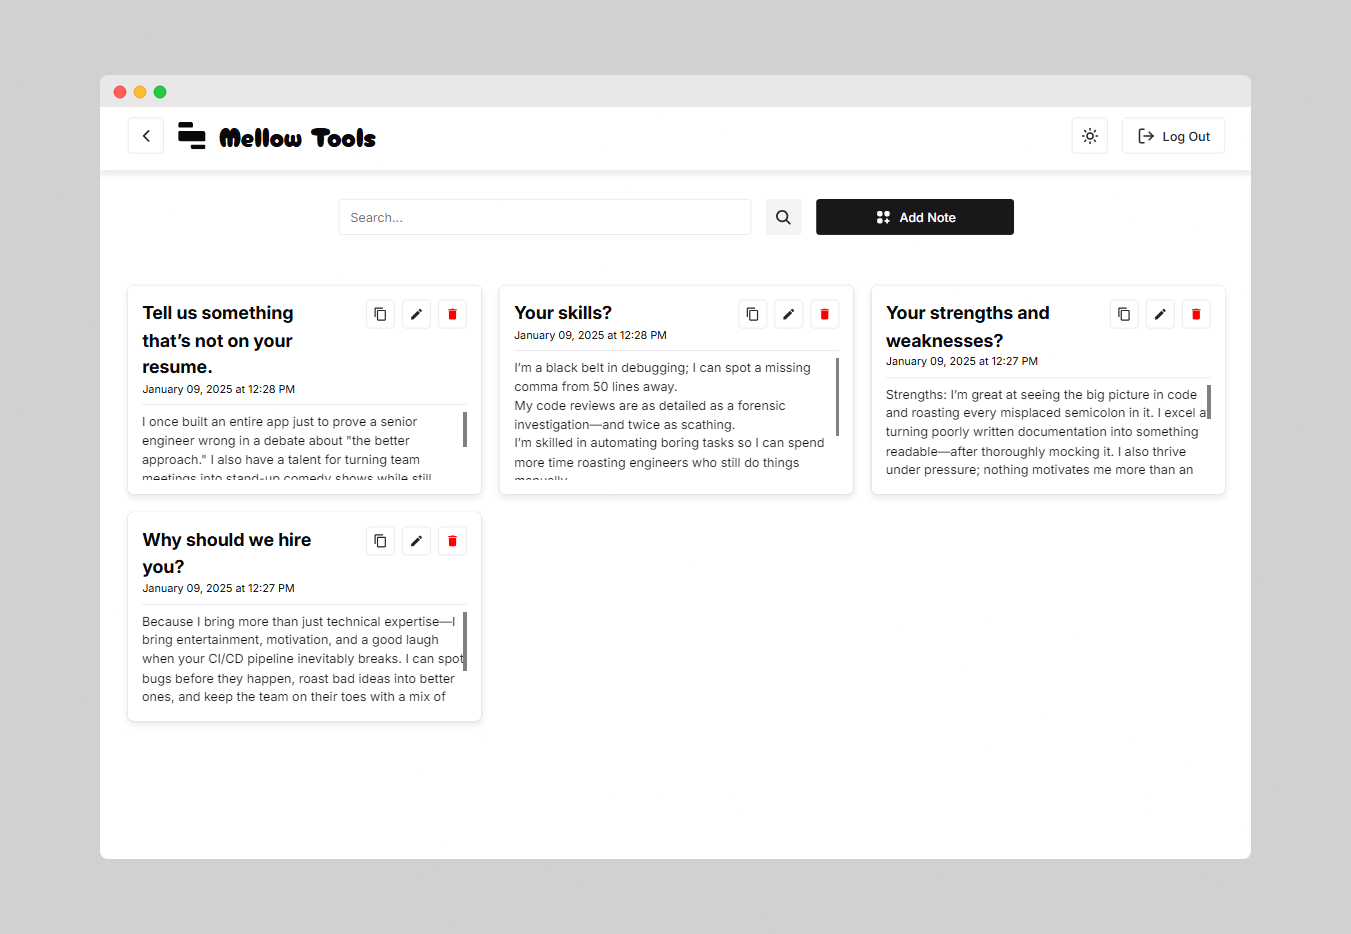 Mellow Tools
Log Out
Search...
Add Note
Tell us something
that’s not on your
resume.
January 09, 2025 at 12:28 PM
I once built an entire app just to prove a senior
engineer wrong in a debate about "the better
approach." I also have a talent for turning team
meetings into stand-up comedy shows while still
Your skills?
January 09, 2025 at 12:28 PM
I’m a black belt in debugging; I can spot a missing
comma from 50 lines away.
My code reviews are as detailed as a forensic
investigation—and twice as scathing.
I’m skilled in automating boring tasks so I can spend
more time roasting engineers who still do things
manually.
Your strengths and
weaknesses?
January 09, 2025 at 12:27 PM
Strengths: I’m great at seeing the big picture in code
and roasting every misplaced semicolon in it. I excel a
turning poorly written documentation into something
readable—after thoroughly mocking it. I also thrive
under pressure; nothing motivates me more than an
Why should we hire
you?
January 09, 2025 at 12:27 PM
Because I bring more than just technical expertise—I
bring entertainment, motivation, and a good laugh
when your CI/CD pipeline inevitably breaks. I can spot
bugs before they happen, roast bad ideas into better
ones, and keep the team on their toes with a mix of